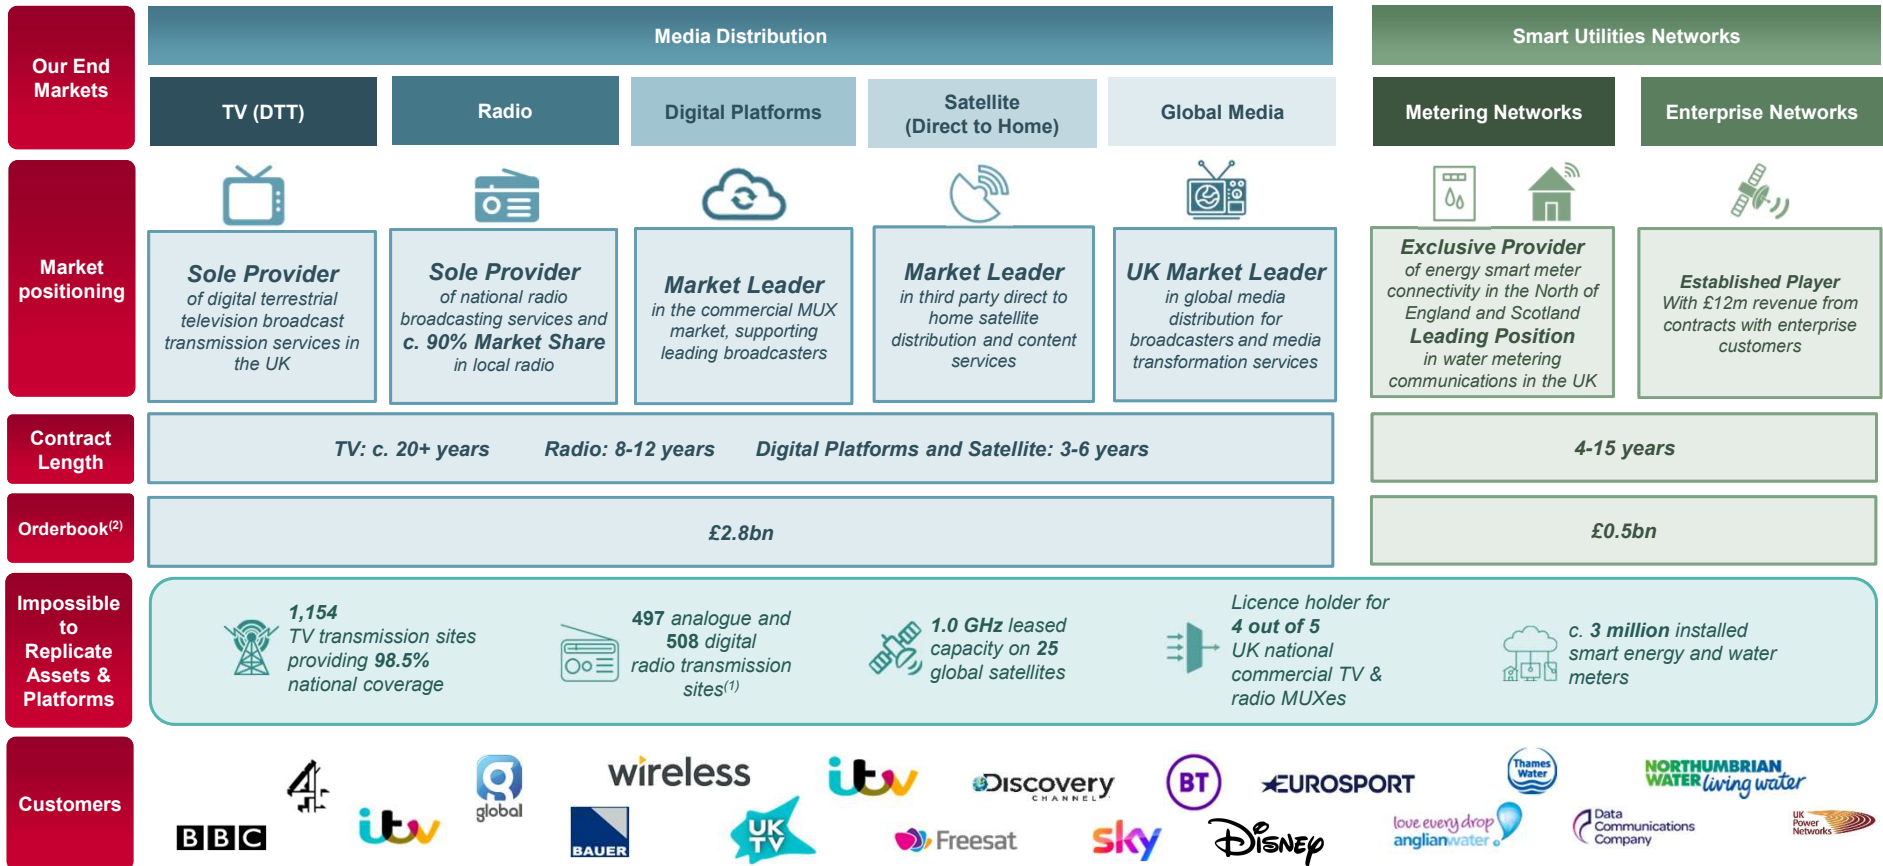 Our End
Markets
Media Distribution
Smart Utilities Networks
TV (DTT)
Radio
Digital Platforms
Satellite
(Direct to Home)
Global Media
Metering Networks
Enterprise Networks
Market
positioning
Sole Provider
of digital terrestrial
television broadcast
transmission services in
the UK
Sole Provider
of national radio
broadcasting services and
c. 90% Market Share
in local radio
Market Leader
in the commercial MUX
market, supporting
leading broadcasters
Market Leader
in third party direct to
home satellite
distribution and content
services
UK Market Leader
in global media
distribution for
broadcasters and media
transformation services
Exclusive Provider
of energy smart meter
connectivity in the North of
England and Scotland
Leading Position
in water metering
communications in the UK
Established Player
With £12m revenue from
contracts with enterprise
customers
Contract
Length
TV: c. 20+ years Radio: 8-12 years Digital Platforms and Satellite: 3-6 years
4-15 years
Orderbook(2)
£2.8bn
£0.5bn
Impossible
to
Replicate
Assets &
Platforms
1,154
TV transmission sites
providing 98.5%
national coverage
497 analogue and
508 digital
radio transmission
sites(1)
1.0 GHz leased
capacity on 25
global satellites
Licence holder for
4 out of 5
UK national
commercial TV &
radio MUXes
c. 3 million installed
smart energy and water
meters
Customers
BBC
4
itv
global
BAUER
wireless
UK
TV
itv
Freesat
Discovery
CHANNEL
sky
BT
DISNEY
EUROSPORT
love every drop
anglianwater
Thames
Water
Data
Communications
Company
NORTHUMBRIAN
WATER living water
UK
Power
Networks